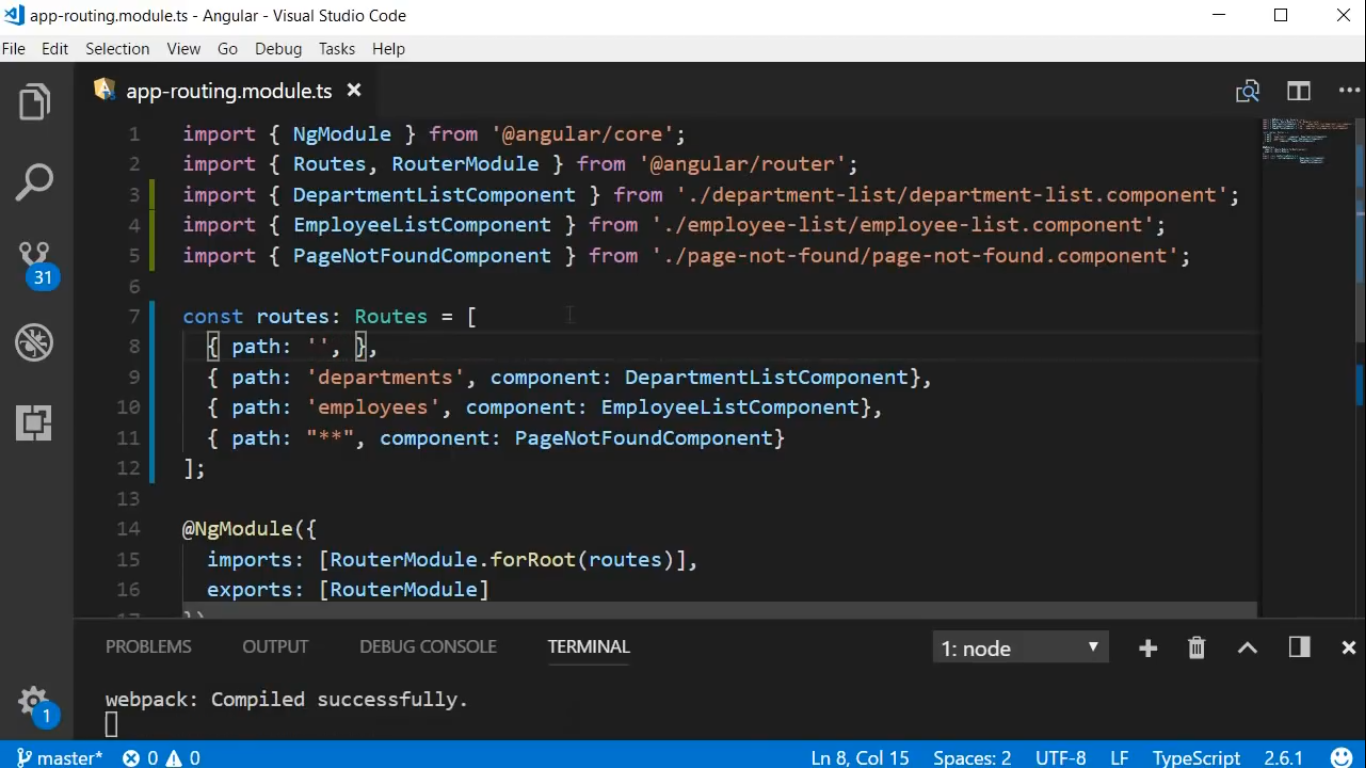 app-routing.module.ts - Angular - Visual Studio Code
File Edit Selection View Go Debug Tasks Help
app-routing.module.ts
1 import { NgModule } from '@angular/core';
2 import { Routes, RouterModule } from '@angular/router';
3 import { DepartmentListComponent } from './department-list/department-list.component';
4 import { EmployeeListComponent } from './employee-list/employee-list.component';
5 import { PageNotFoundComponent } from './page-not-found/page-not-found.component';
6
7 const routes: Routes = [
8 { path: '', },
9 { path: 'departments', component: DepartmentListComponent},
10 { path: 'employees', component: EmployeeListComponent},
11 { path: "**", component: PageNotFoundComponent}
12 ];
13
14 @NgModule({
15 imports: [RouterModule.forRoot(routes)],
16 exports: [RouterModule]
17 })
31
1
PROBLEMS OUTPUT DEBUG CONSOLE TERMINAL 1: node
webpack: Compiled successfully.
master* 0 0 Ln 8, Col 15 Spaces: 2 UTF-8 LF TypeScript 2.6.1